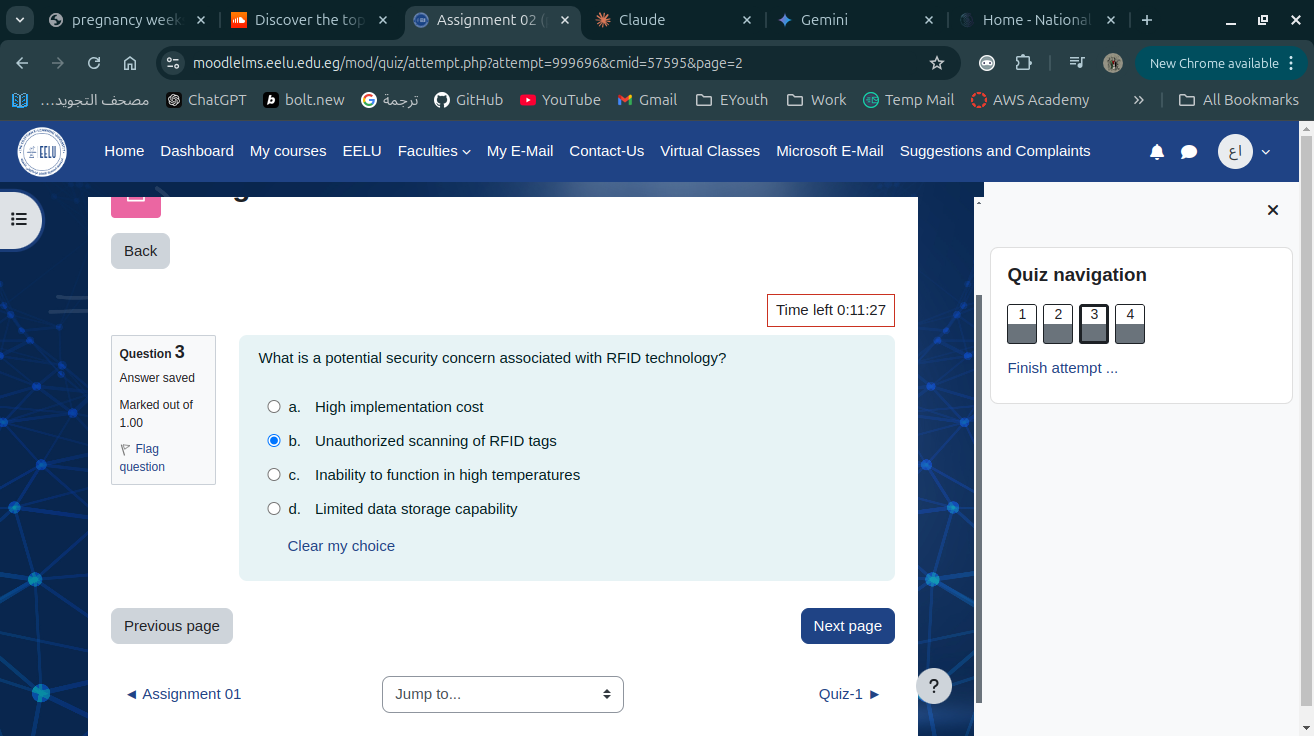 pregnancy week
Discover the top
Assignment 02 (
Claude
Gemini
Home - National
moodlelms.eelu.edu.eg/mod/quiz/attempt.php?attempt=999696&cmid=57595&page=2
New Chrome available
مصحف التجويد...
ChatGPT
bolt.new
ترجمة
GitHub
YouTube
Gmail
EYouth
Work
Temp Mail
AWS Academy
All Bookmarks
EELU
Home
Dashboard
My courses
EELU
Faculties
My E-Mail
Contact-Us
Virtual Classes
Microsoft E-Mail
Suggestions and Complaints
اع
Back
Time left 0:11:27
Question 3
Answer saved
Marked out of
1.00
Flag
question
What is a potential security concern associated with RFID technology?
a. High implementation cost
b. Unauthorized scanning of RFID tags
c. Inability to function in high temperatures
d. Limited data storage capability
Clear my choice
Previous page
Next page
◄ Assignment 01
Jump to...
Quiz-1 ►
?
Quiz navigation
1 2 3 4
Finish attempt ...